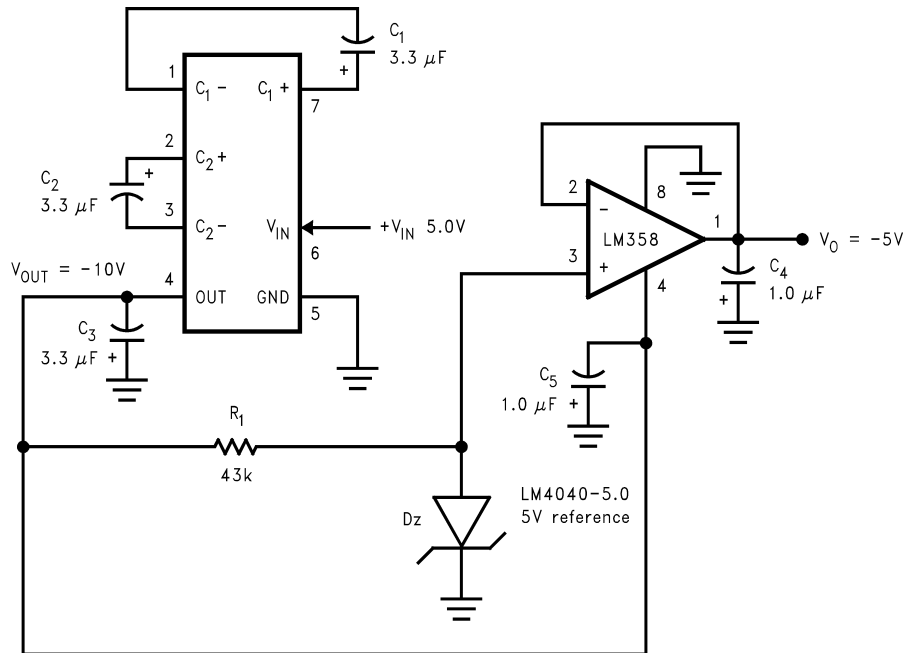 C1
3.3 μF
+
1
C1 −
C1 +
7
2
C2 +
+
C2
3.3 μF
3
C2 −
VIN
+VIN 5.0V
6
VOUT = −10V
4
OUT
GND
5
C3
3.3 μF +
2
−
8
LM358
1
VO = −5V
3
+
4
C4
+
1.0 μF
C5
1.0 μF +
R1
43k
Dz
LM4040-5.0
5V reference